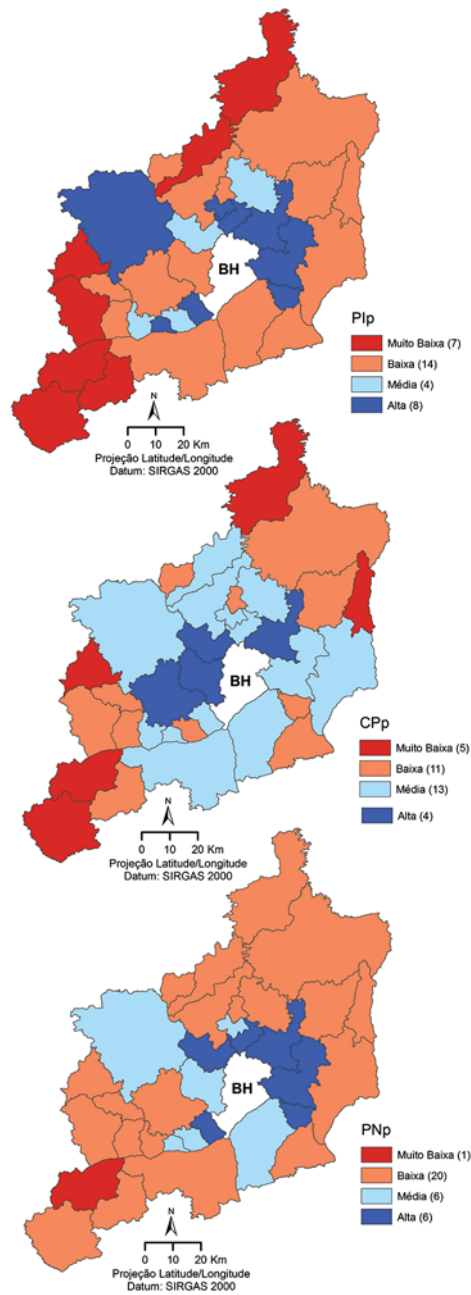 BH
PIp
Muito Baixa (7)
Baixa (14)
Média (4)
Alta (8)
N
0 10 20 Km
Projeção Latitude/Longitude
Datum: SIRGAS 2000
BH
CPp
Muito Baixa (5)
Baixa (11)
Média (13)
Alta (4)
N
0 10 20 Km
Projeção Latitude/Longitude
Datum: SIRGAS 2000
BH
PNp
Muito Baixa (1)
Baixa (20)
Média (6)
Alta (6)
N
0 10 20 Km
Projeção Latitude/Longitude
Datum: SIRGAS 2000